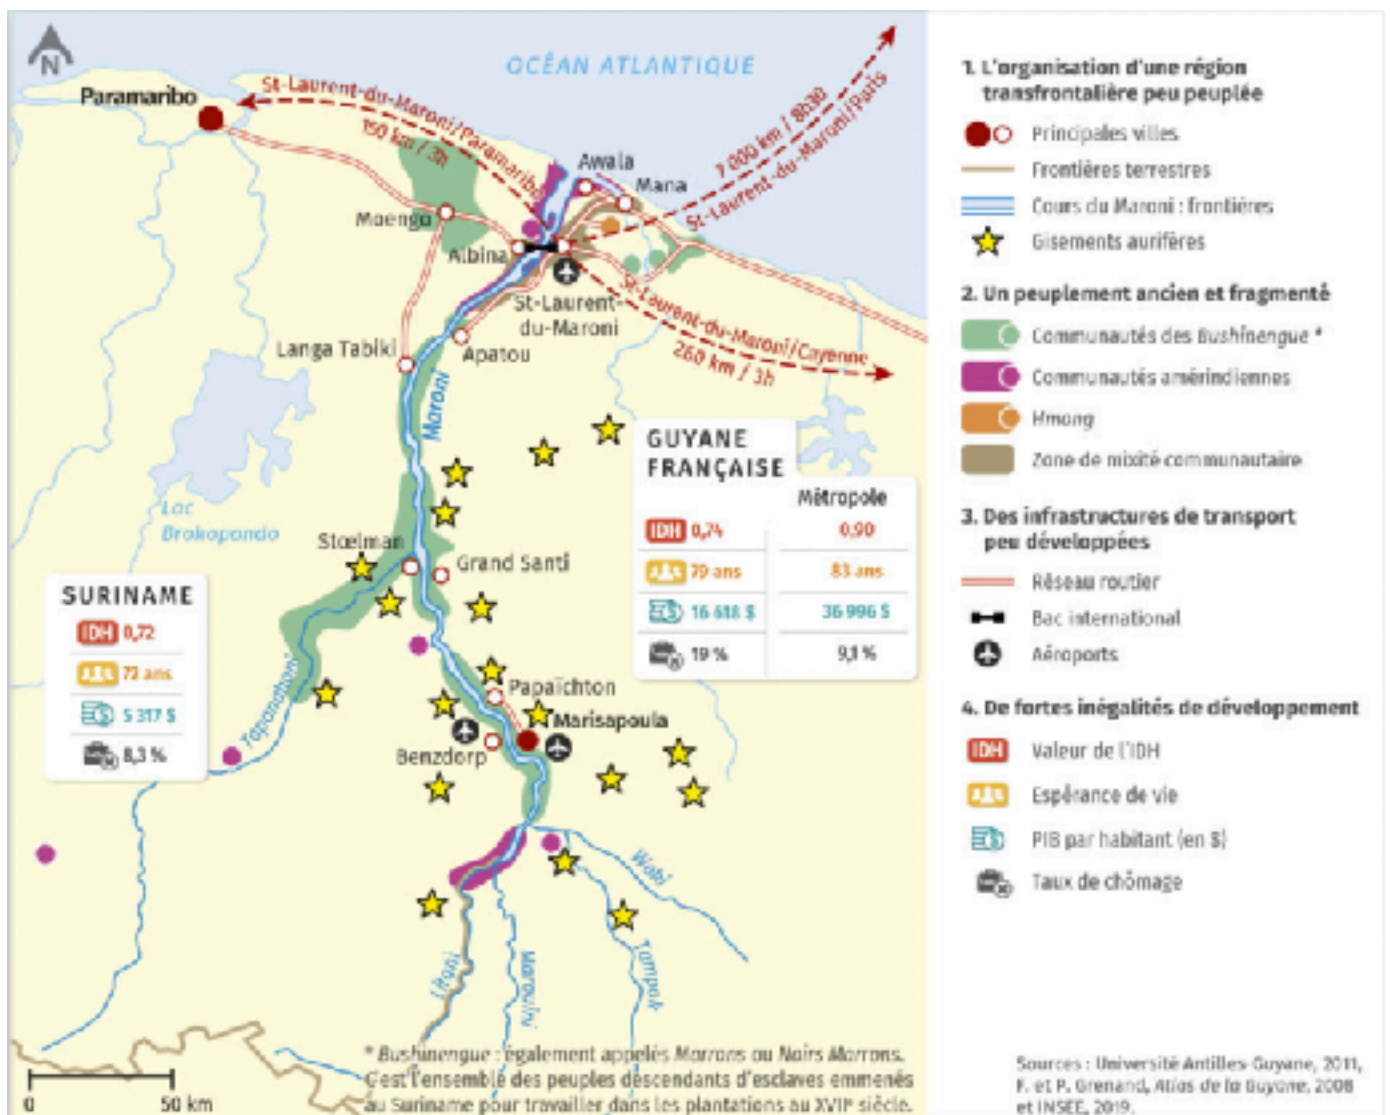 N
OCÉAN ATLANTIQUE
Paramaribo
St-Laurent-du-Maroni/Paramaribo
150 km / 3h
7 000 km / 8h30
St-Laurent-du-Maroni/Paris
Awala
Mana
Moengo
Albina
St-Laurent-
du-Maroni
St-Laurent-du-Maroni/Cayenne
260 km / 3h
Langa Tabiki
Apatou
Maroni
Lac
Brokopondo
Stœlman
Grand Santi
Tapanahoni
Papaïchton
Marisapoula
Benzdorp
Wabi
Litani
Marouini
Tampok
SURINAME
IDH 0,72
72 ans
5 317 $
8,3 %
GUYANE
FRANÇAISE
Métropole
IDH 0,74 0,90
79 ans 83 ans
16 618 $ 36 996 $
19 % 9,1 %
* Bushinengue : également appelés Marrons ou Noirs Marrons.
C'est l'ensemble des peuples descendants d'esclaves emmenés
au Suriname pour travailler dans les plantations au XVIIe siècle.
0 50 km
1. L'organisation d'une région
transfrontalière peu peuplée
Principales villes
Frontières terrestres
Cours du Maroni : frontières
Gisements aurifères
2. Un peuplement ancien et fragmenté
Communautés des Bushinengue *
Communautés amérindiennes
Hmong
Zone de mixité communautaire
3. Des infrastructures de transport
peu développées
Réseau routier
Bac international
Aéroports
4. De fortes inégalités de développement
IDH Valeur de l'IDH
Espérance de vie
PIB par habitant (en $)
Taux de chômage
Sources : Université Antilles-Guyane, 2011,
F. et P. Grenand, Atlas de la Guyane, 2008
et INSEE, 2019.